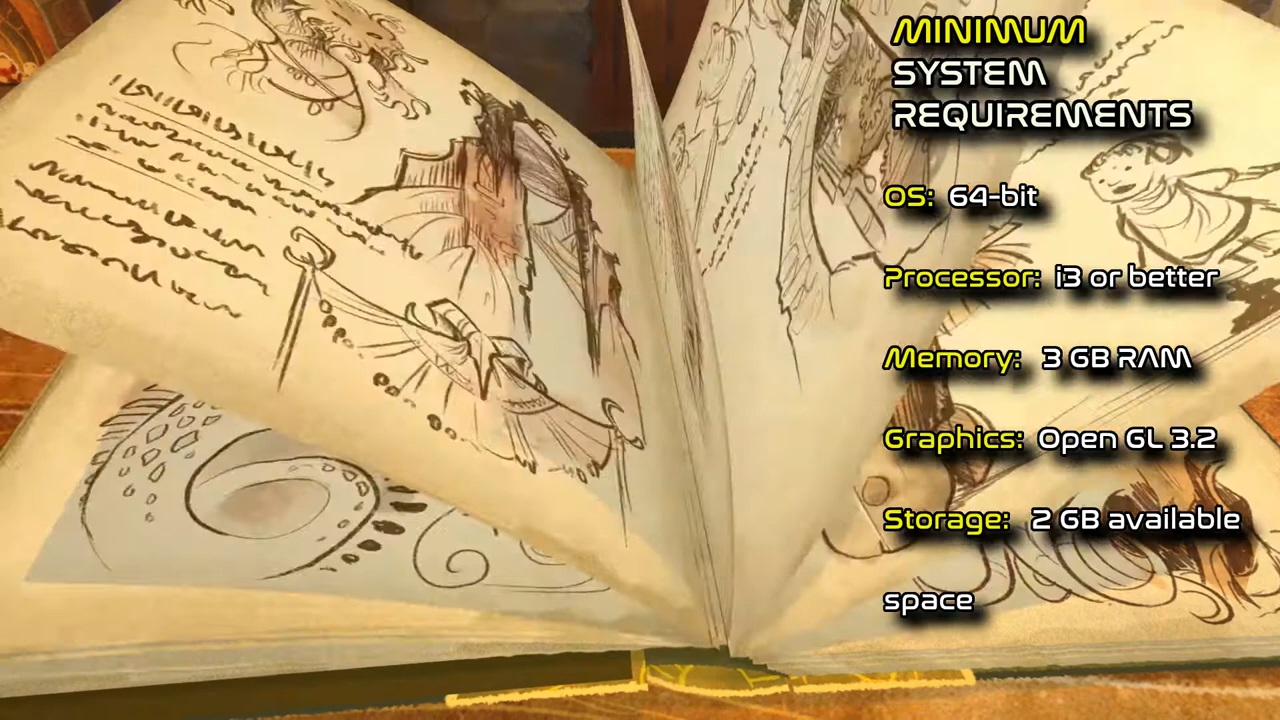 MINIMUM
SYSTEM
REQUIREMENTS
OS: 64-bit
Processor: i3 or better
Memory: 3 GB RAM
Graphics: Open GL 3.2
Storage: 2 GB available
space